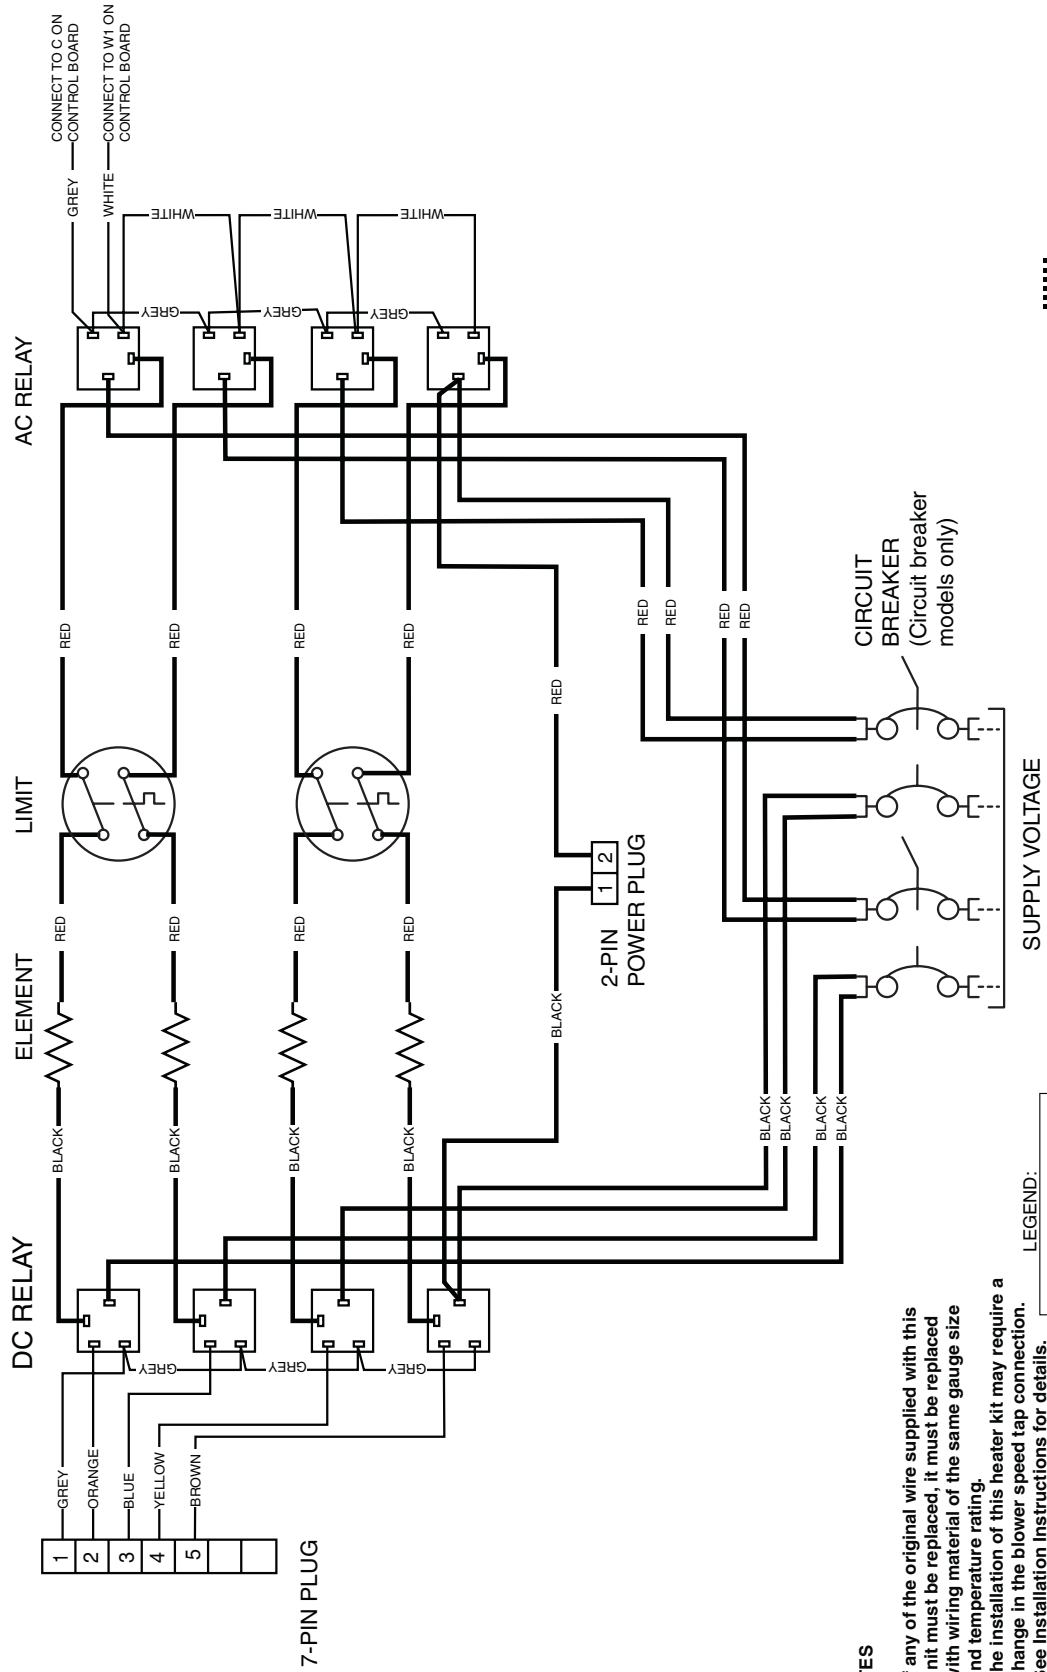 CONNECT TO C ON
CONTROL BOARD
CONNECT TO W1 ON
CONTROL BOARD
GREY
WHITE
WHITE
WHITE
WHITE
GREY
GREY
GREY
AC RELAY
RED
RED
RED
RED
LIMIT
RED
RED
RED
RED
ELEMENT
BLACK
BLACK
BLACK
BLACK
DC RELAY
GREY
GREY
GREY
GREY
ORANGE
BLUE
YELLOW
BROWN
1
2
3
4
5
7-PIN PLUG
RED
BLACK
1 2
2-PIN
POWER PLUG
RED
RED
RED
RED
BLACK
BLACK
BLACK
BLACK
CIRCUIT
BREAKER
(Circuit breaker
models only)
SUPPLY VOLTAGE
LEGEND:
any of the original wire supplied with this
must be replaced, it must be replaced
wiring material of the same gauge size
temperature rating.
installation of this heater kit may require a
in the blower speed tap connection.
Installation Instructions for details.